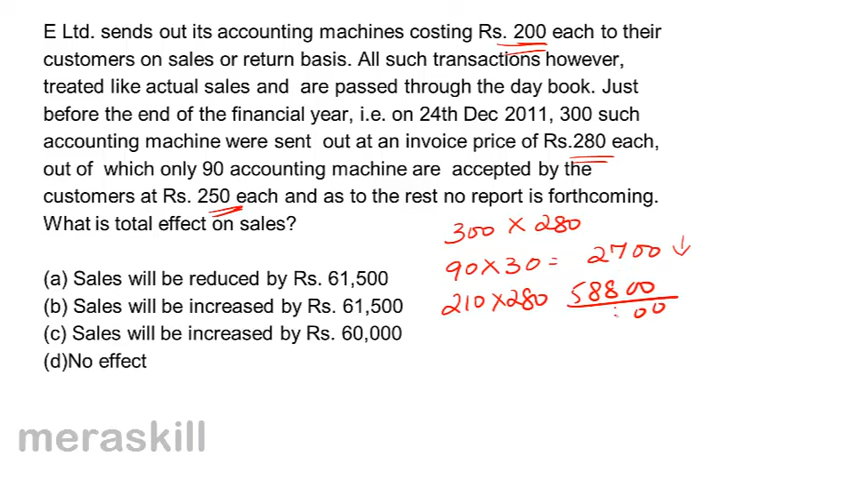 E Ltd. sends out its accounting machines costing Rs. 200 each to their
customers on sales or return basis. All such transactions however,
treated like actual sales and are passed through the day book. Just
before the end of the financial year, i.e. on 24th Dec 2011, 300 such
accounting machine were sent out at an invoice price of Rs.280 each,
out of which only 90 accounting machine are accepted by the
customers at Rs. 250 each and as to the rest no report is forthcoming.
What is total effect on sales?
300 × 280
90 × 30 = 2700 ↓
210 × 280 58800
00
(a) Sales will be reduced by Rs. 61,500
(b) Sales will be increased by Rs. 61,500
(c) Sales will be increased by Rs. 60,000
(d)No effect
meraskill